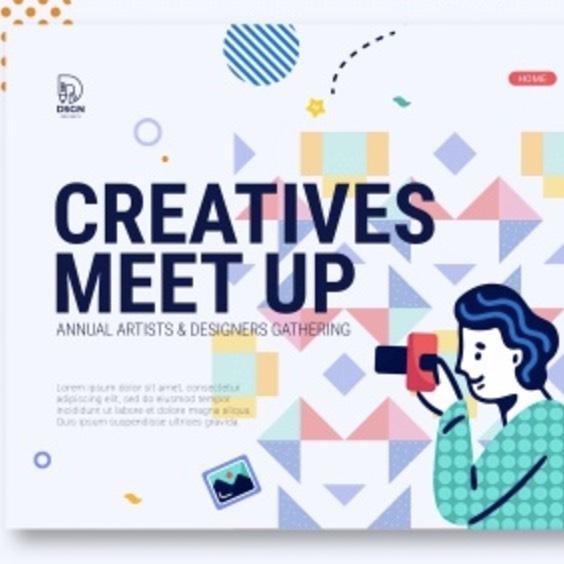 DSGN
HOME
CREATIVES
MEET UP
ANNUAL ARTISTS & DESIGNERS GATHERING
Lorem ipsum dolor sit amet, consectetur
adipiscing elit, sed do eiusmod tempor
incididunt ut labore et dolore magna aliqua.
Quis ipsum suspendisse ultrices gravida.